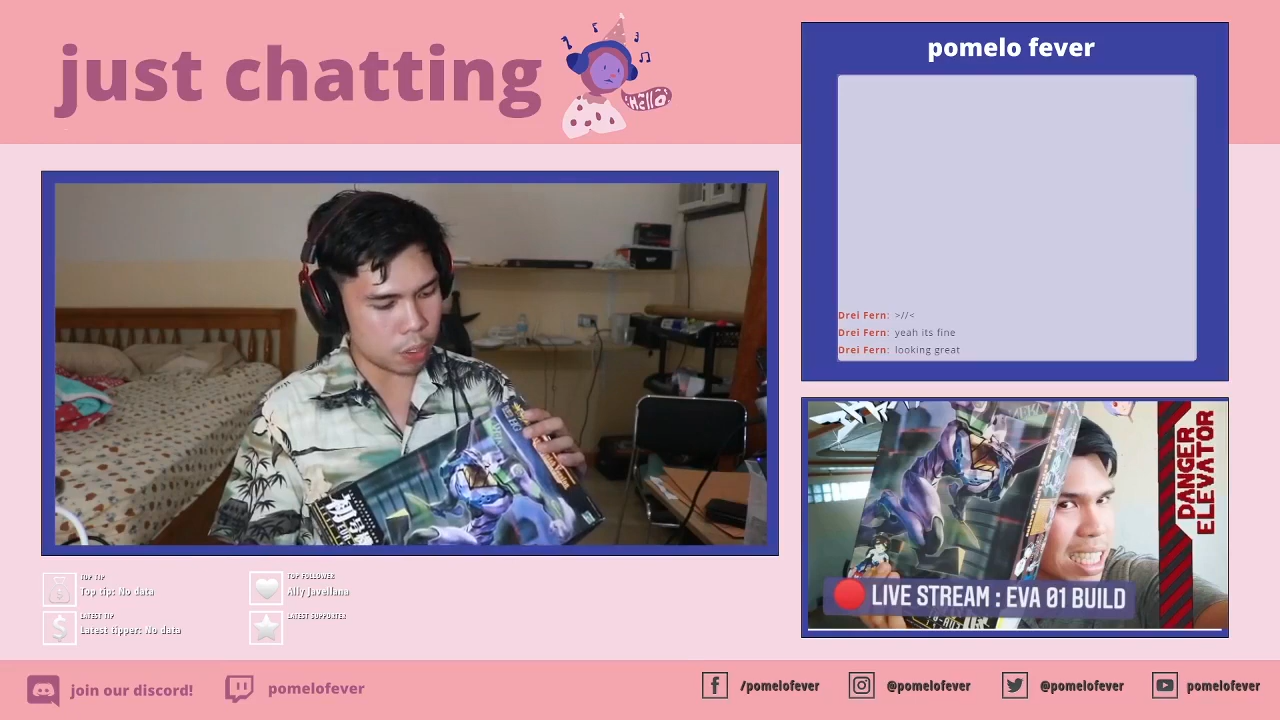 just chatting
Hello
pomelo fever
Drei Fern: >//<
Drei Fern: yeah its fine
Drei Fern: looking great
DANGER
ELEVATOR
LIVE STREAM : EVA 01 BUILD
TOP TIP
Top tip: No data
TOP FOLLOWER
Ally Javellana
LATEST TIP
Latest tipper: No data
LATEST SUPPORTER
join our discord!
pomelofever
/pomelofever
@pomelofever
@pomelofever
pomelofever